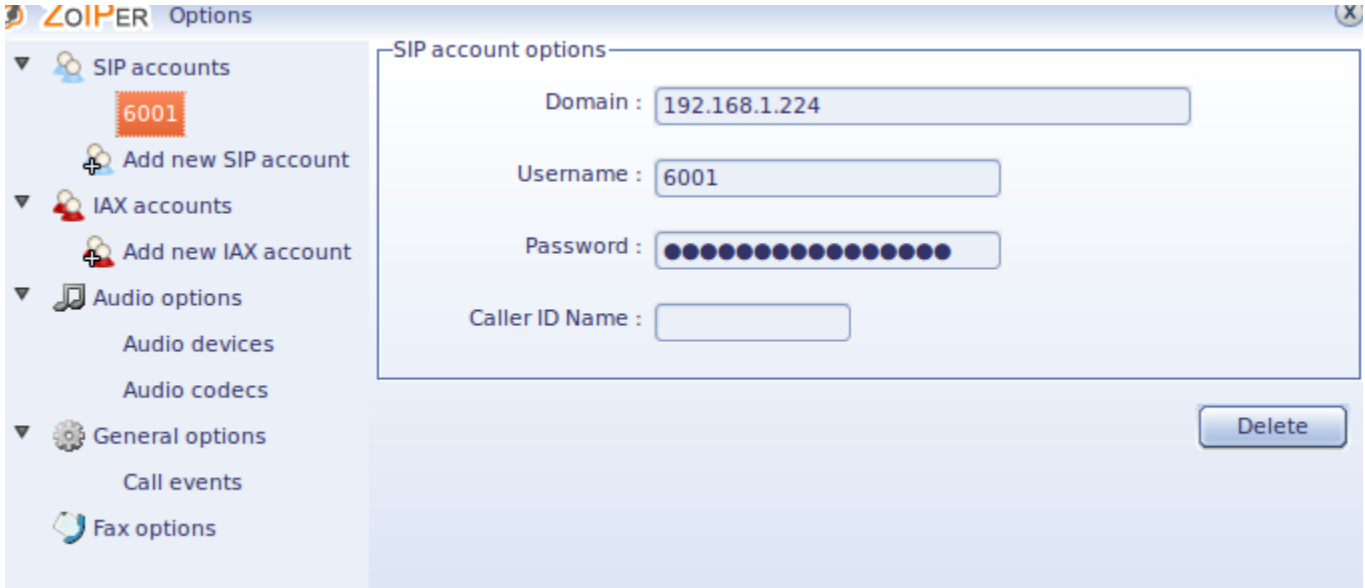 ZOIPER Options
SIP accounts
6001
Add new SIP account
IAX accounts
Add new IAX account
Audio options
Audio devices
Audio codecs
General options
Call events
Fax options
SIP account options
Domain : 192.168.1.224
Username : 6001
Password : ●●●●●●●●●●●●●●●●
Caller ID Name :
Delete